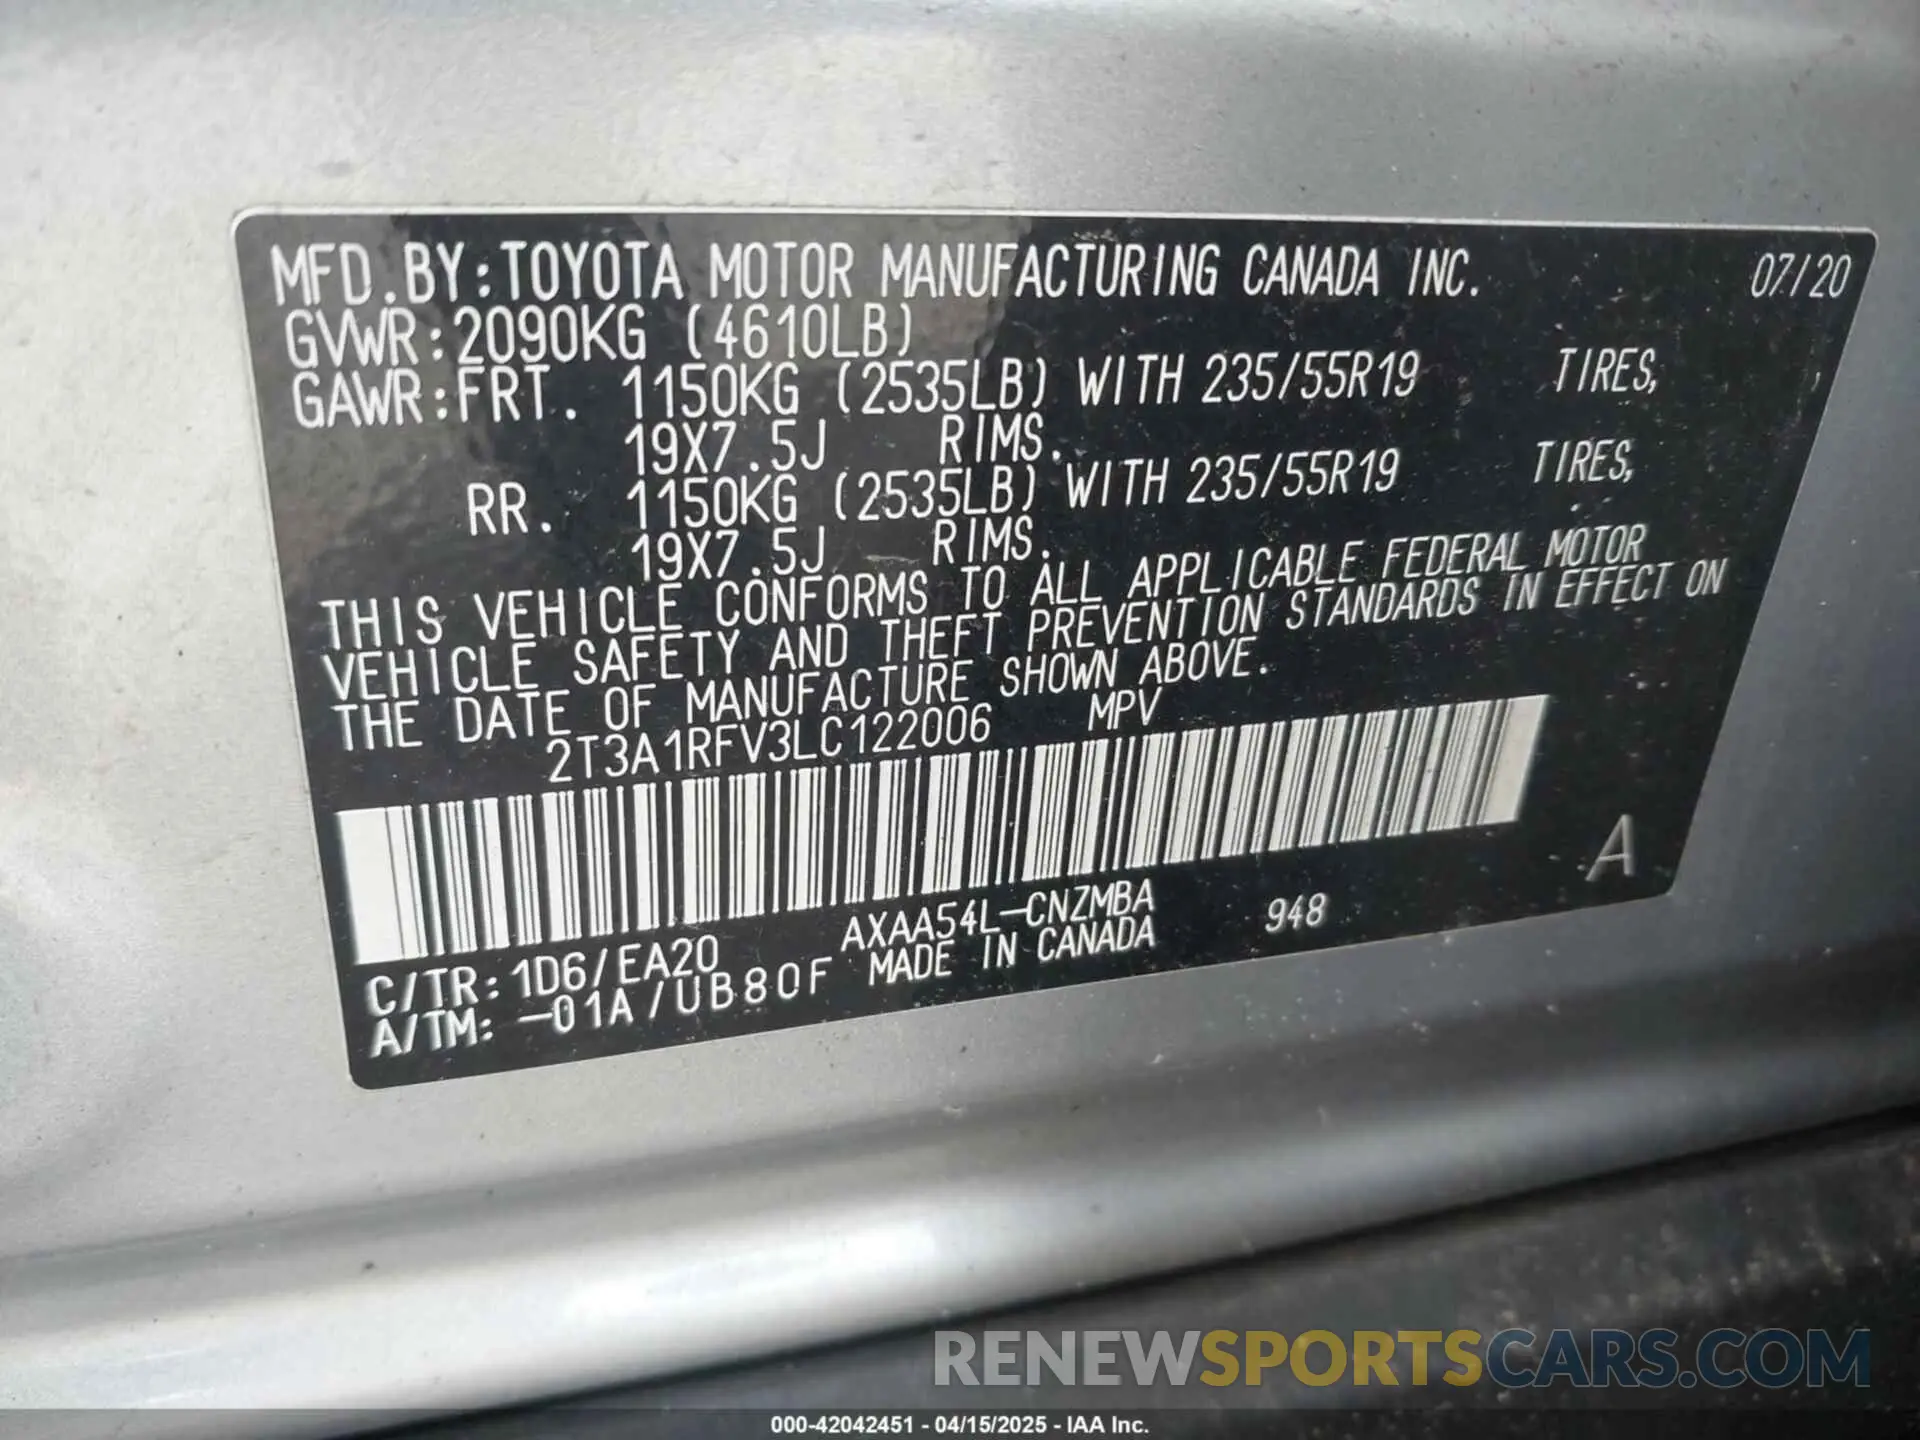 MFD.BY:TOYOTA MOTOR MANUFACTURING CANADA INC. 07/20
GVWR:2090KG (4610LB)
GAWR:FRT. 1150KG (2535LB) WITH 235/55R19 TIRES,
19X7.5J RIMS.
RR. 1150KG (2535LB) WITH 235/55R19 TIRES,
19X7.5J RIMS.
THIS VEHICLE CONFORMS TO ALL APPLICABLE FEDERAL MOTOR
VEHICLE SAFETY AND THEFT PREVENTION STANDARDS IN EFFECT ON
THE DATE OF MANUFACTURE SHOWN ABOVE.
2T3A1RFV3LC122006 MPV
A
AXAA54L-CNZMBA 948
C/TR:1D6/EA20 MADE IN CANADA
A/TM:-01A/UB80F
RENEWSPORTSCARS.COM
000-42042451 - 04/15/2025 - IAA Inc.